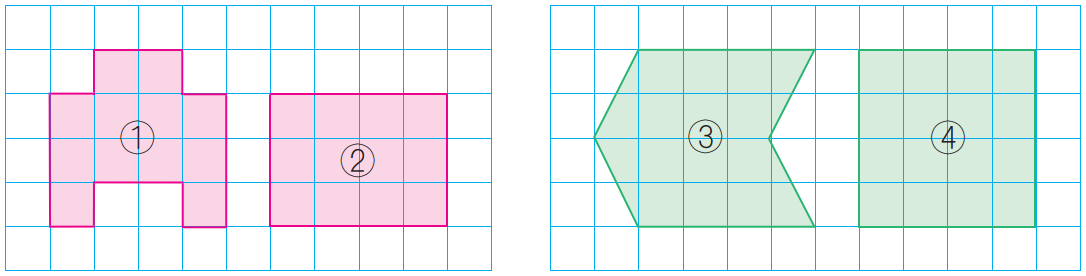 ①
②
③
④